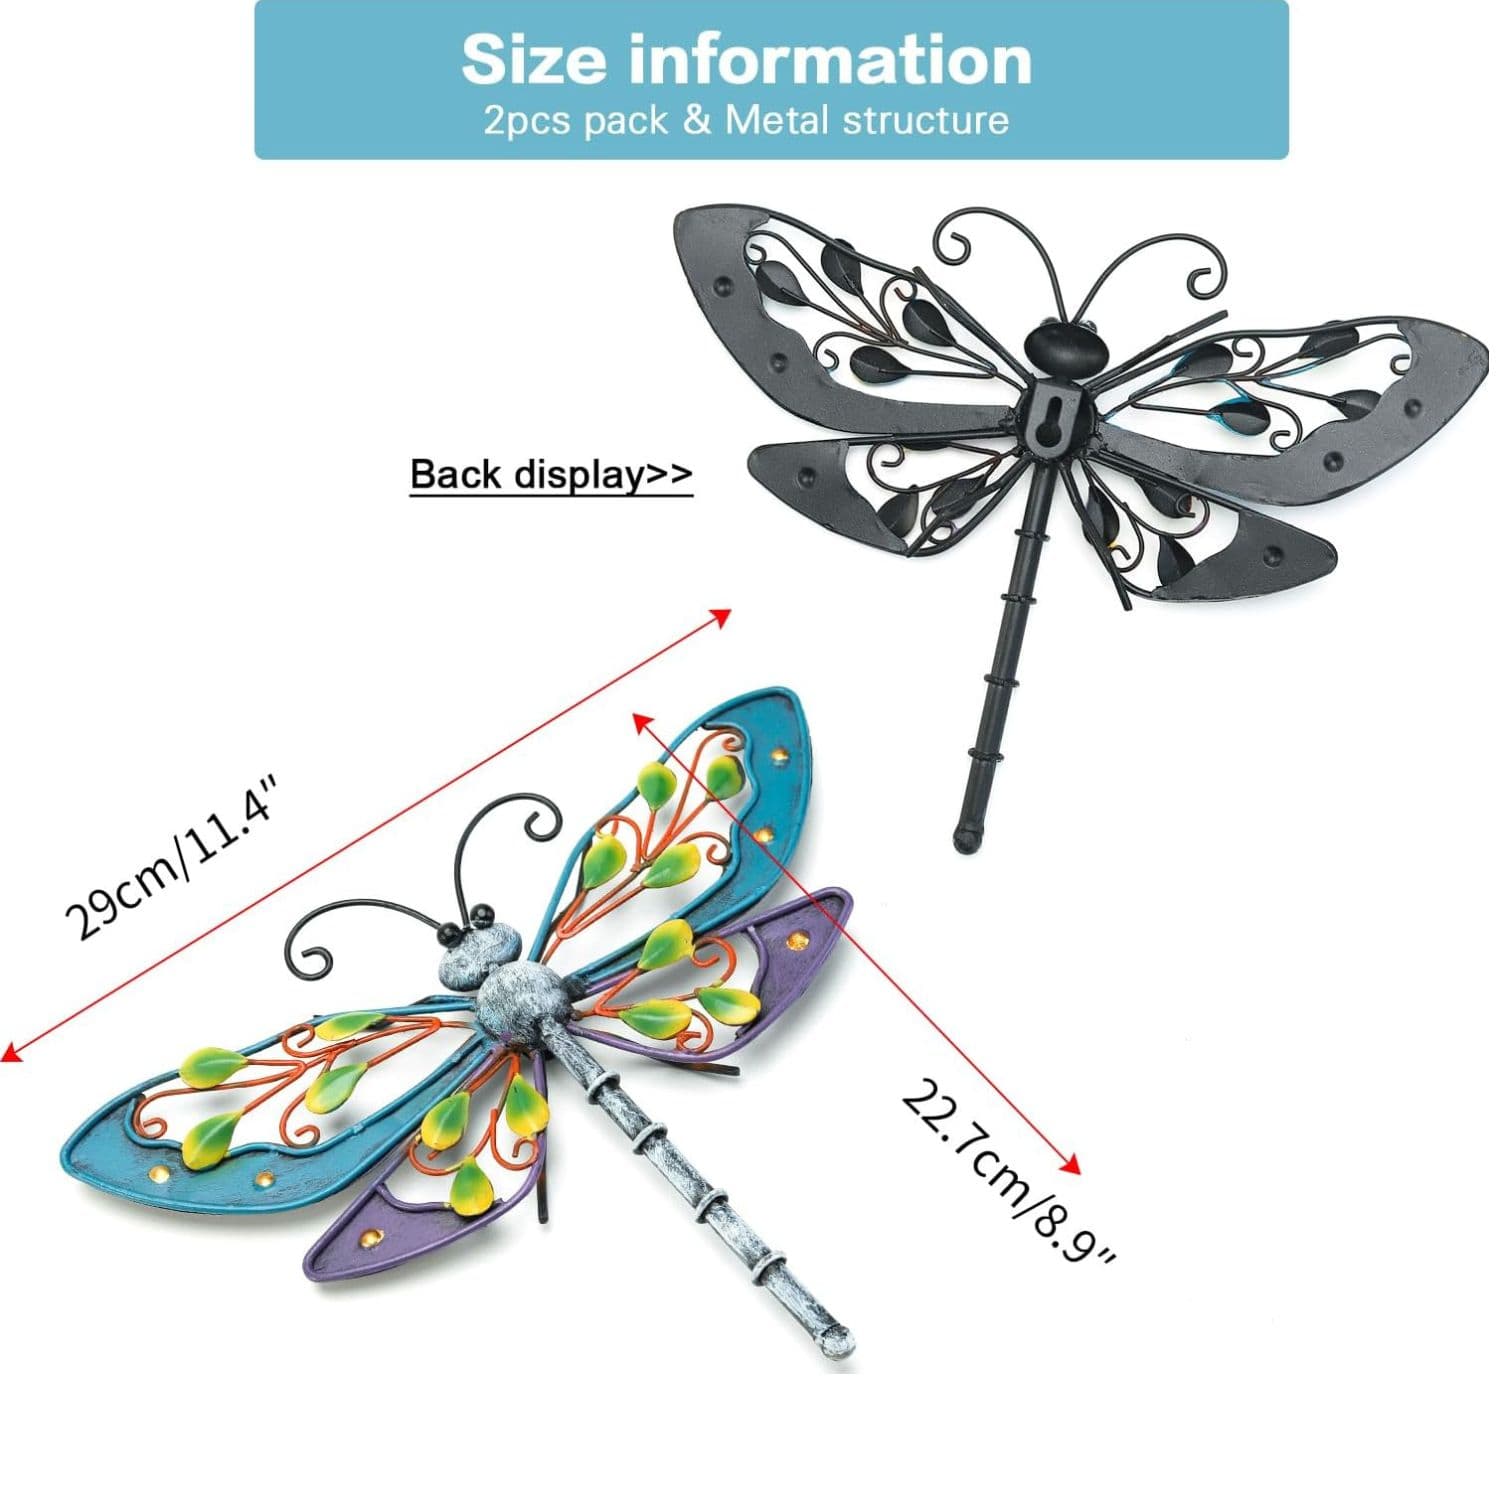 Size information
2pcs pack & Metal structure
Back display>>
29cm/11.4"
22.7cm/8.9"